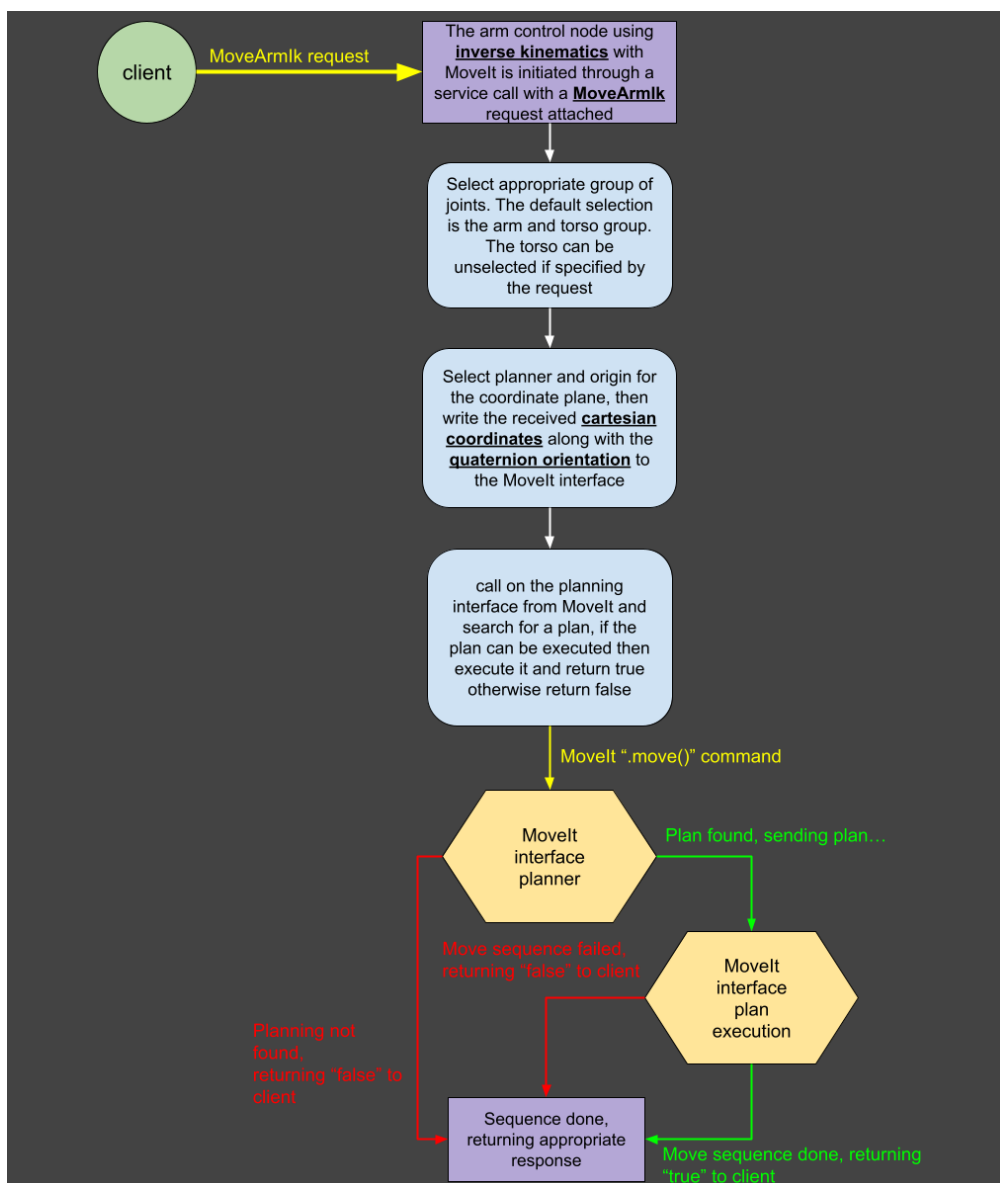 client
MoveArmIk request
The arm control node using
inverse kinematics with
MoveIt is initiated through a
service call with a MoveArmIk
request attached
Select appropriate group of
joints. The default selection
is the arm and torso group.
The torso can be
unselected if specified by
the request
Select planner and origin for
the coordinate plane, then
write the received cartesian
coordinates along with the
quaternion orientation to
the MoveIt interface
call on the planning
interface from MoveIt and
search for a plan, if the
plan can be executed then
execute it and return true
otherwise return false
MoveIt “.move()” command
MoveIt
interface
planner
Plan found, sending plan…
Move sequence failed,
returning “false” to client
MoveIt
interface
plan
execution
Planning not
found,
returning “false” to
client
Sequence done,
returning appropriate
response
Move sequence done, returning
“true” to client